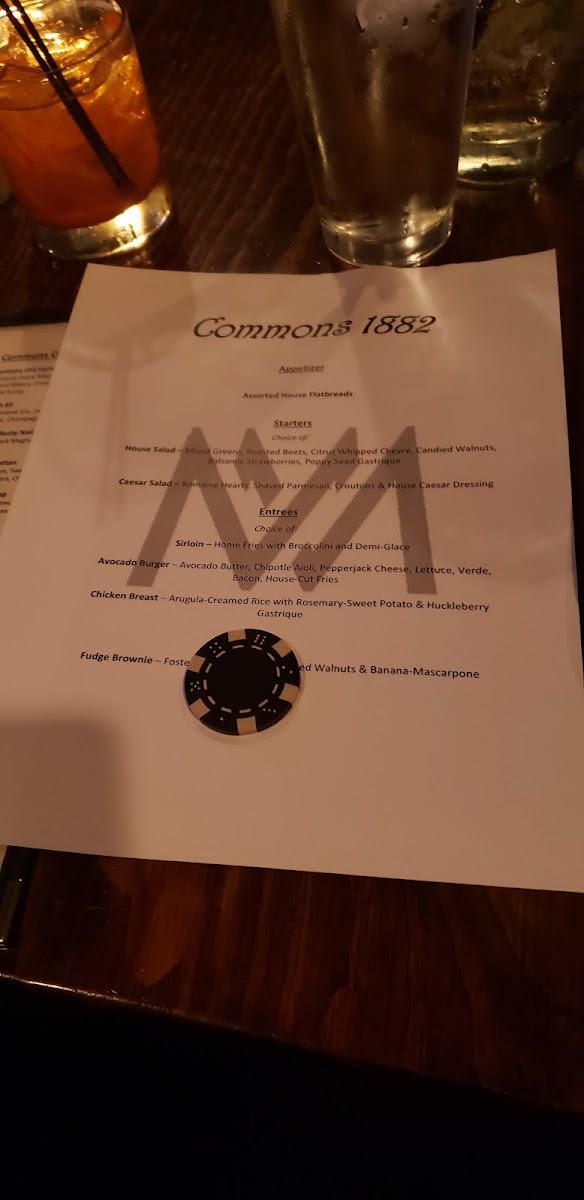 Commons 1882
Appetizer
Assorted House Flatbreads
Starters
Choice of:
House Salad – Mixed Greens, Roasted Beets, Citrus Whipped Chevre, Candied Walnuts,
Balsamic Strawberries, Poppy Seed Gastrique
Caesar Salad – Romaine Hearts, Shaved Parmesan, Croutons & House Caesar Dressing
Entrees
Choice of:
Sirloin – Home Fries with Broccolini and Demi-Glace
Avocado Burger – Avocado Butter, Chipotle Aioli, Pepperjack Cheese, Lettuce, Verde,
Bacon, House-Cut Fries
Chicken Breast – Arugula-Creamed Rice with Rosemary-Sweet Potato & Huckleberry
Gastrique
Fudge Brownie – Foste ed Walnuts & Banana-Mascarpone
Commons